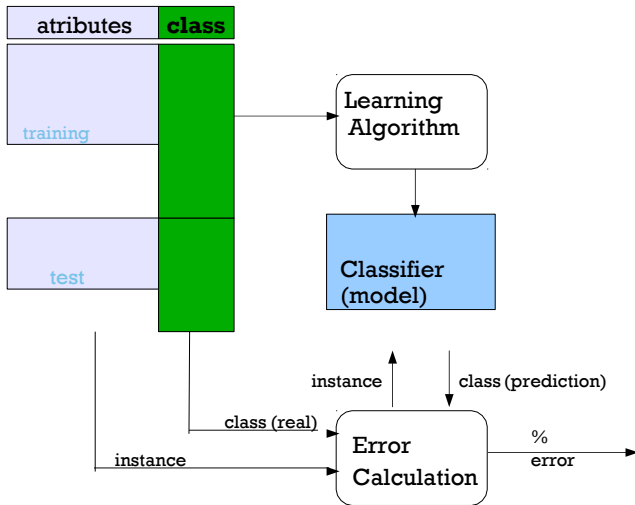 atributes class
training
Learning
Algorithm
test
Classifier
(model)
instance
class (prediction)
class (real)
instance
Error
Calculation
%
error